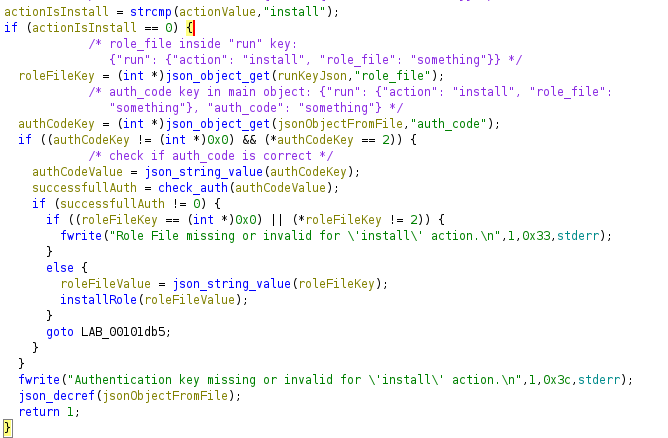 actionIsInstall = strcmp(actionValue,"install");
if (actionIsInstall == 0) {
/* role_file inside "run" key:
{"run": {"action": "install", "role_file": "something"}} */
roleFileKey = (int *)json_object_get(runKeyJson,"role_file");
/* auth_code key in main object: {"run": {"action": "install", "role_file":
"something"}, "auth_code": "something"} */
authCodeKey = (int *)json_object_get(jsonObjectFromFile,"auth_code");
if ((authCodeKey != (int *)0x0) && (*authCodeKey == 2)) {
/* check if auth_code is correct */
authCodeValue = json_string_value(authCodeKey);
successfullAuth = check_auth(authCodeValue);
if (successfullAuth != 0) {
if ((roleFileKey == (int *)0x0) || (*roleFileKey != 2)) {
fwrite("Role File missing or invalid for \'install\' action.\n",1,0x33,stderr);
}
else {
roleFileValue = json_string_value(roleFileKey);
installRole(roleFileValue);
}
goto LAB_00101db5;
}
}
fwrite("Authentication key missing or invalid for \'install\' action.\n",1,0x3c,stderr);
json_decref(jsonObjectFromFile);
return 1;
}